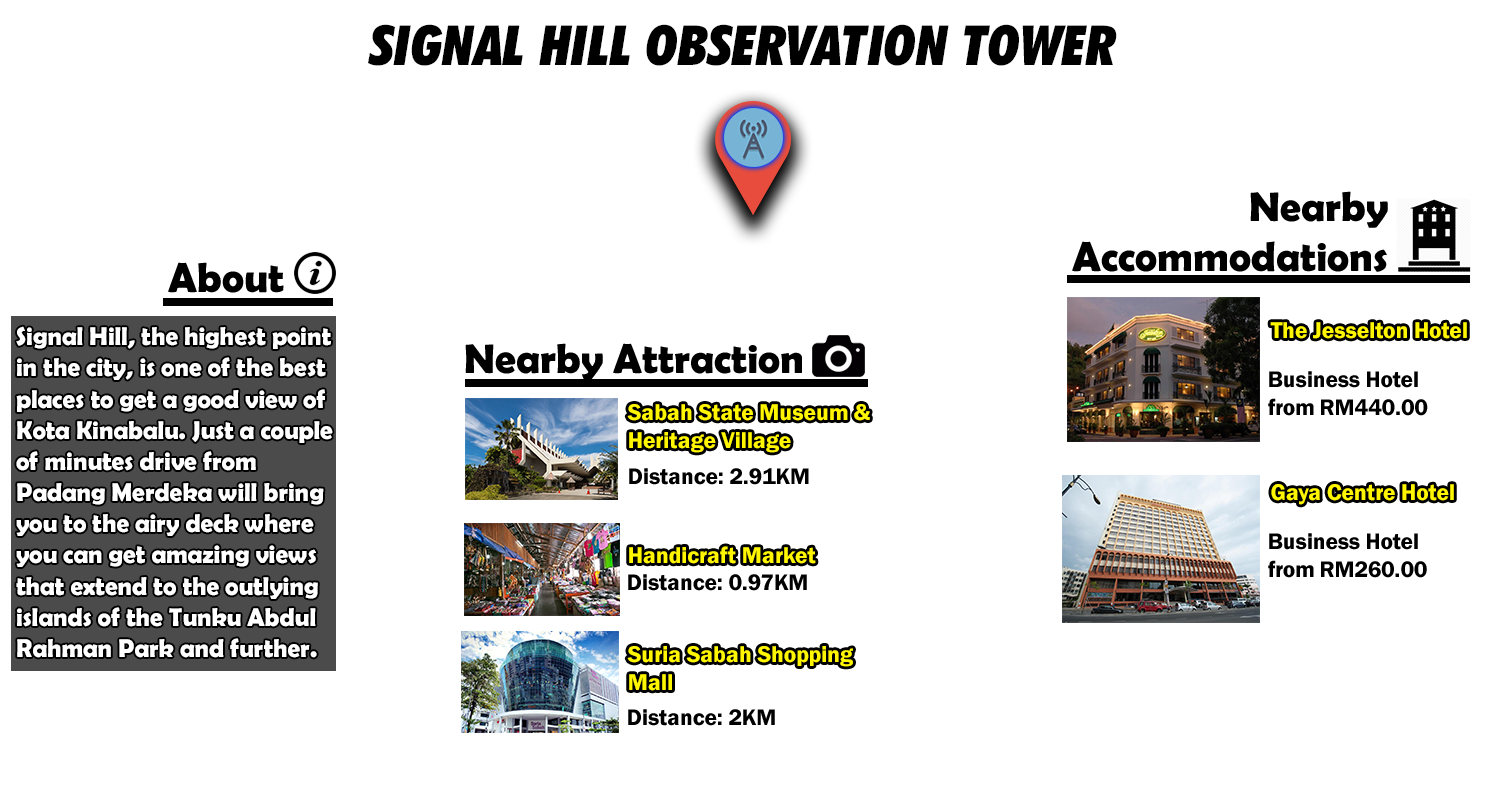 SIGNAL HILL OBSERVATION TOWER
About
Signal Hill, the highest point
in the city, is one of the best
places to get a good view of
Kota Kinabalu. Just a couple
of minutes drive from
Padang Merdeka will bring
you to the airy deck where
you can get amazing views
that extend to the outlying
islands of the Tunku Abdul
Rahman Park and further.
Nearby Attraction
Sabah State Museum &
Heritage Village
Distance: 2.91KM
Handicraft Market
Distance: 0.97KM
Suria Sabah Shopping
Mall
Distance: 2KM
Nearby
Accommodations
The Jesselton Hotel
Business Hotel
from RM440.00
Gaya Centre Hotel
Business Hotel
from RM260.00